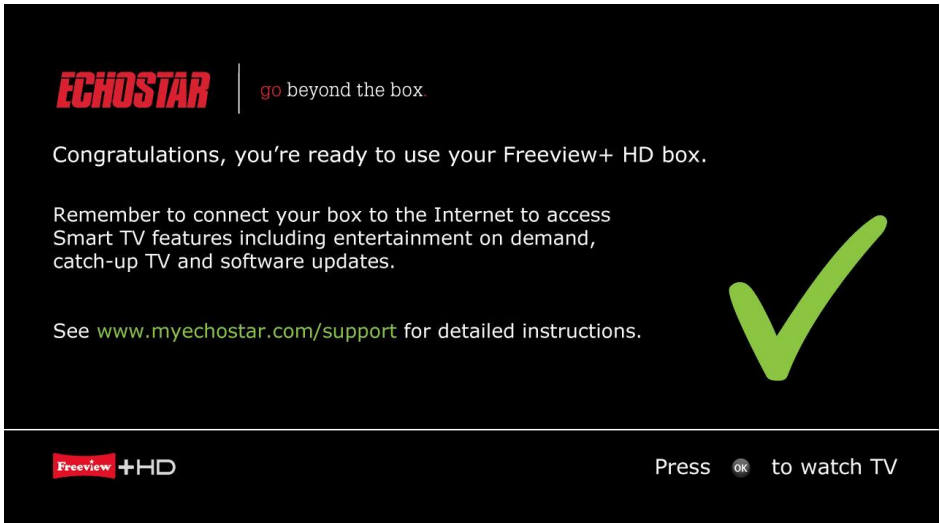 ECHOSTAR
go beyond the box.
Congratulations, you're ready to use your Freeview+ HD box.
Remember to connect your box to the Internet to access
Smart TV features including entertainment on demand,
catch-up TV and software updates.
See www.myechostar.com/support for detailed instructions.
Freeview +HD
Press OK to watch TV